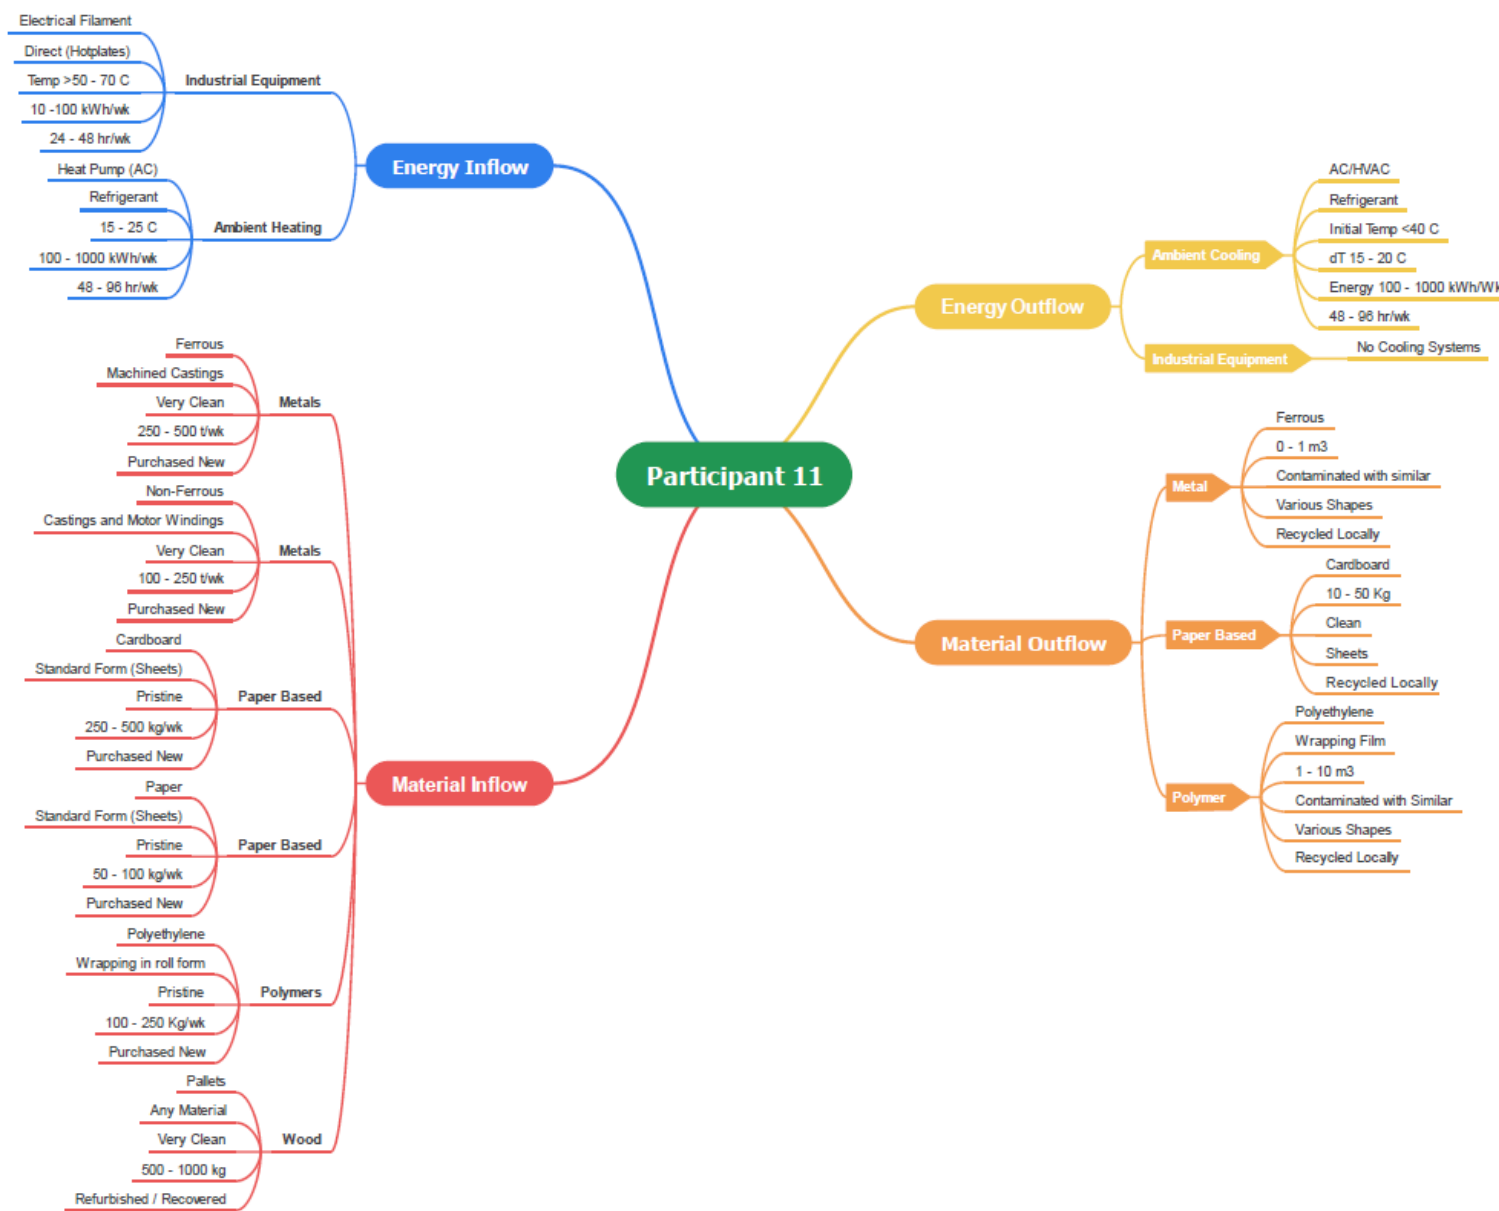 Participant 11
Energy Inflow
Industrial Equipment
Electrical Filament
Direct (Hotplates)
Temp >50 - 70 C
10 -100 kWh/wk
24 - 48 hr/wk
Ambient Heating
Heat Pump (AC)
Refrigerant
15 - 25 C
100 - 1000 kWh/wk
48 - 96 hr/wk
Material Inflow
Metals
Ferrous
Machined Castings
Very Clean
250 - 500 t/wk
Purchased New
Metals
Non-Ferrous
Castings and Motor Windings
Very Clean
100 - 250 t/wk
Purchased New
Paper Based
Cardboard
Standard Form (Sheets)
Pristine
250 - 500 kg/wk
Purchased New
Paper Based
Paper
Standard Form (Sheets)
Pristine
50 - 100 kg/wk
Purchased New
Polymers
Polyethylene
Wrapping in roll form
Pristine
100 - 250 Kg/wk
Purchased New
Wood
Pallets
Any Material
Very Clean
500 - 1000 kg
Refurbished / Recovered
Energy Outflow
Ambient Cooling
AC/HVAC
Refrigerant
Initial Temp <40 C
dT 15 - 20 C
Energy 100 - 1000 kWh/Wk
48 - 96 hr/wk
Industrial Equipment
No Cooling Systems
Material Outflow
Metal
Ferrous
0 - 1 m3
Contaminated with similar
Various Shapes
Recycled Locally
Paper Based
Cardboard
10 - 50 Kg
Clean
Sheets
Recycled Locally
Polymer
Polyethylene
Wrapping Film
1 - 10 m3
Contaminated with Similar
Various Shapes
Recycled Locally